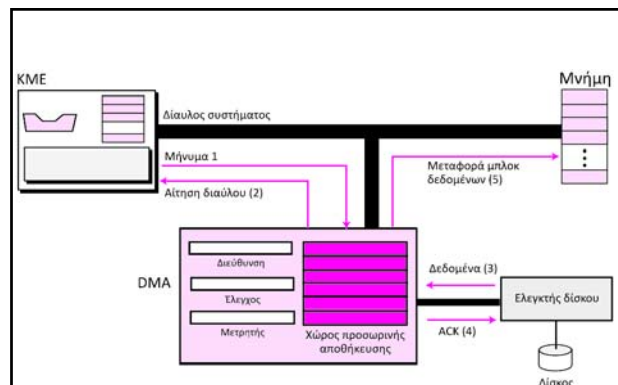 ΚΜΕ
Μνήμη
Δίαυλος συστήματος
Μήνυμα 1
Αίτηση διαύλου (2)
Μεταφορά μπλοκ
δεδομένων (5)
DMA
Διεύθυνση
Έλεγχος
Μετρητής
Χώρος προσωρινής
αποθήκευσης
Δεδομένα (3)
ACK (4)
Ελεγκτής δίσκου
Δίσκος